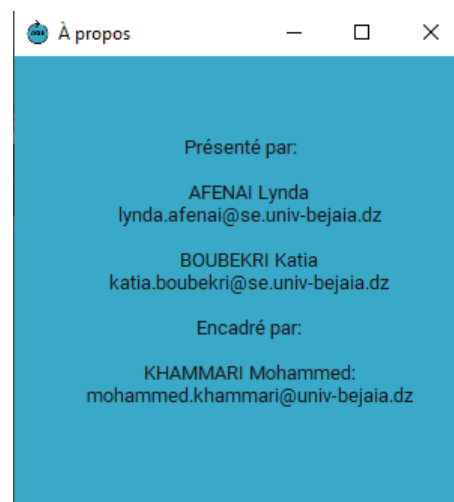 À propos
Présenté par:
AFENAI Lynda
lynda.afenai@se.univ-bejaia.dz
BOUBEKRI Katia
katia.boubekri@se.univ-bejaia.dz
Encadré par:
KHAMMARI Mohammed:
mohammed.khammari@univ-bejaia.dz